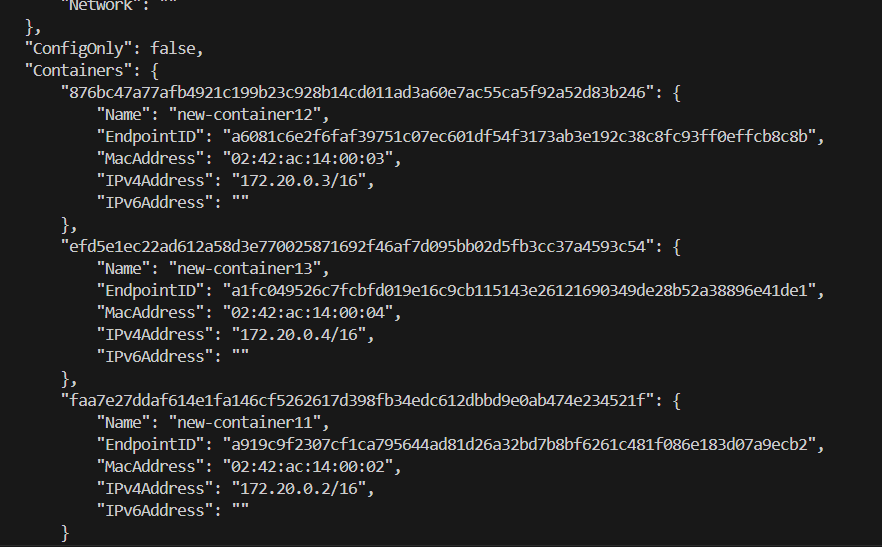 "Network": ""
},
"ConfigOnly": false,
"Containers": {
"876bc47a77afb4921c199b23c928b14cd011ad3a60e7ac55ca5f92a52d83b246": {
"Name": "new-container12",
"EndpointID": "a6081c6e2f6faf39751c07ec601df54f3173ab3e192c38c8fc93ff0effcb8c8b",
"MacAddress": "02:42:ac:14:00:03",
"IPv4Address": "172.20.0.3/16",
"IPv6Address": ""
},
"efd5e1ec22ad612a58d3e770025871692f46af7d095bb02d5fb3cc37a4593c54": {
"Name": "new-container13",
"EndpointID": "a1fc049526c7fcbfd019e16c9cb115143e26121690349de28b52a38896e41de1",
"MacAddress": "02:42:ac:14:00:04",
"IPv4Address": "172.20.0.4/16",
"IPv6Address": ""
},
"faa7e27ddaf614e1fa146cf5262617d398fb34edc612dbbd9e0ab474e234521f": {
"Name": "new-container11",
"EndpointID": "a919c9f2307cf1ca795644ad81d26a32bd7b8bf6261c481f086e183d07a9ecb2",
"MacAddress": "02:42:ac:14:00:02",
"IPv4Address": "172.20.0.2/16",
"IPv6Address": ""
}